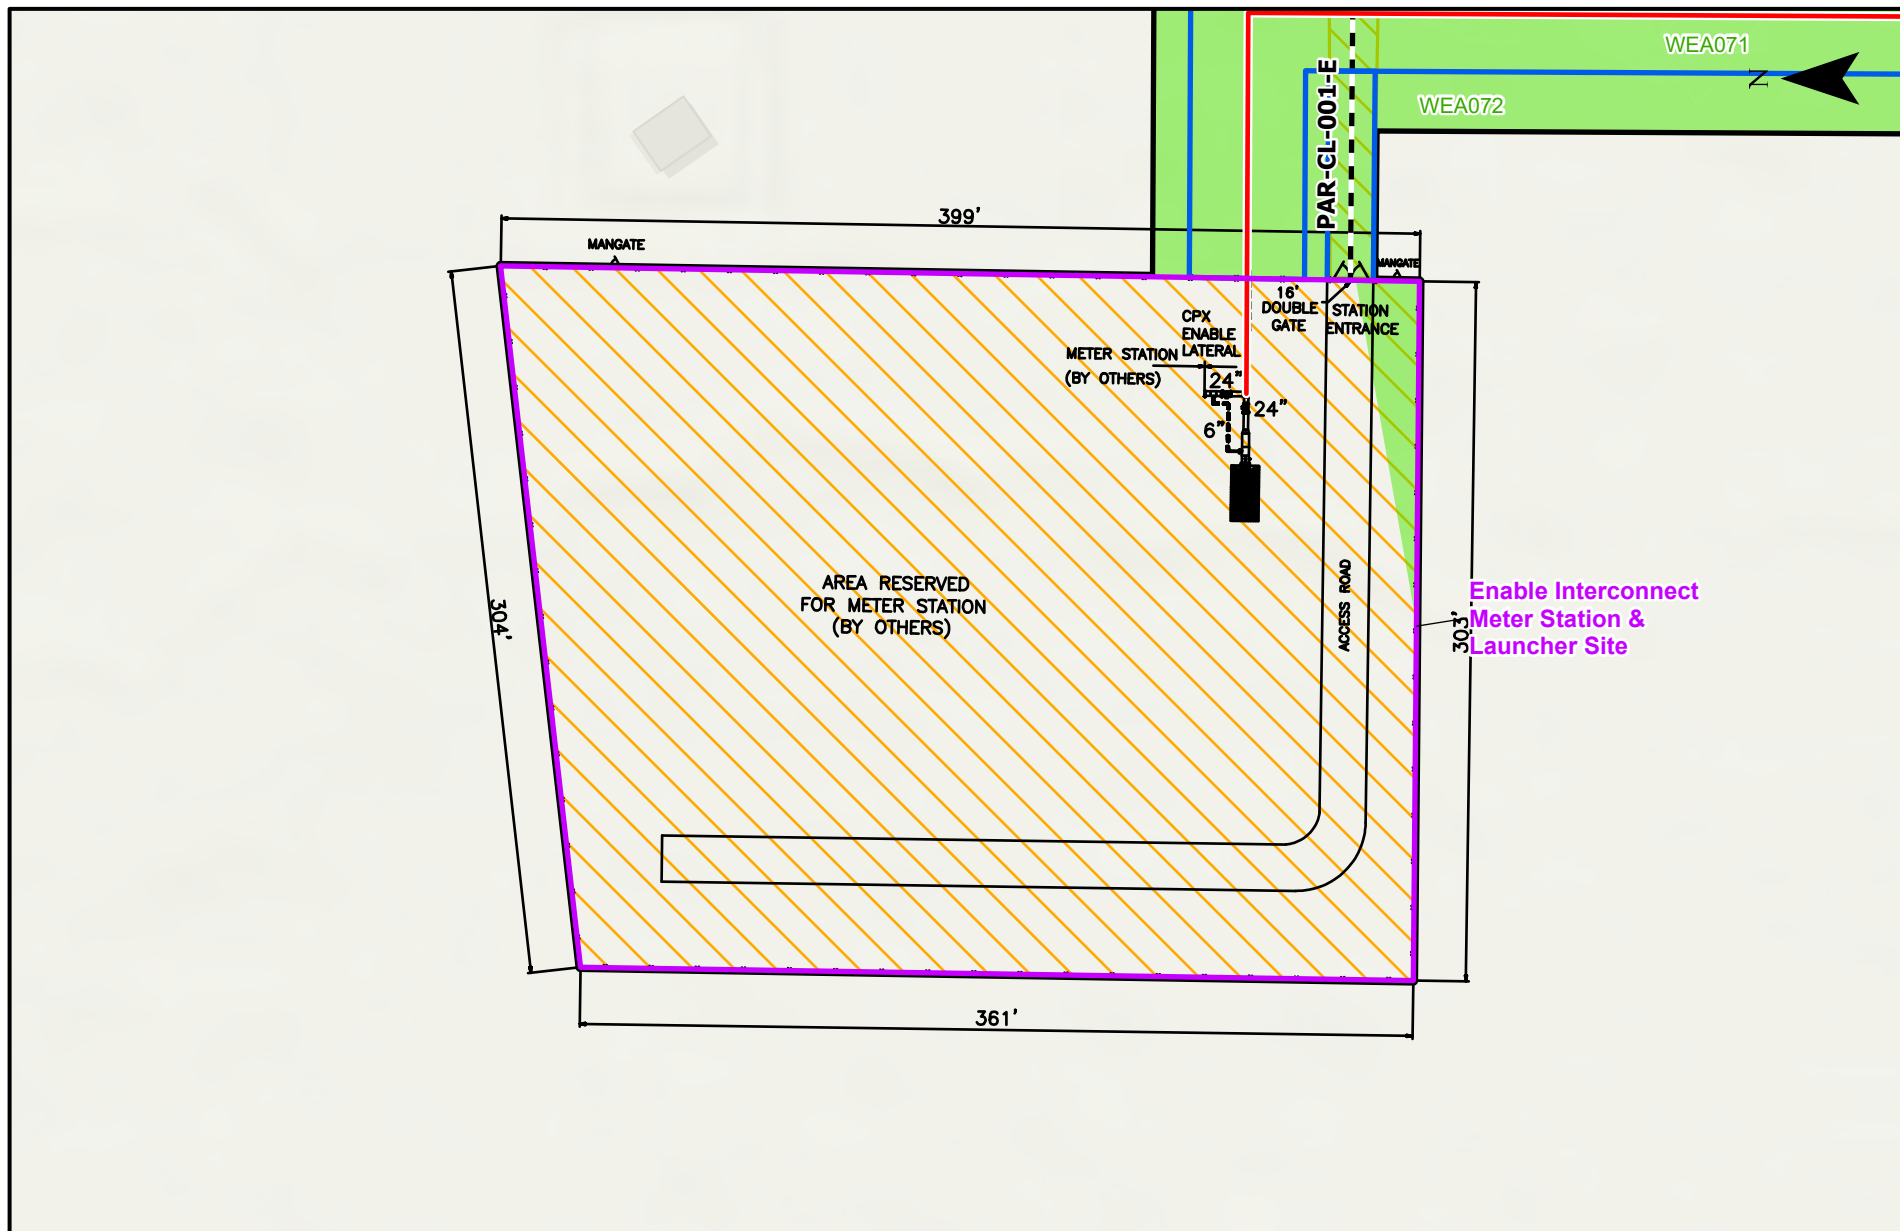 WEA071
N
WEA072
PAR-CL-001-E
399'
MANGATE
MANGATE
16'
DOUBLE
GATE
STATION
ENTRANCE
CPX
ENABLE
LATERAL
METER STATION
(BY OTHERS)
24"
24"
6"
AREA RESERVED
FOR METER STATION
(BY OTHERS)
ACCESS ROAD
304'
303'
Enable Interconnect
Meter Station &
Launcher Site
361'